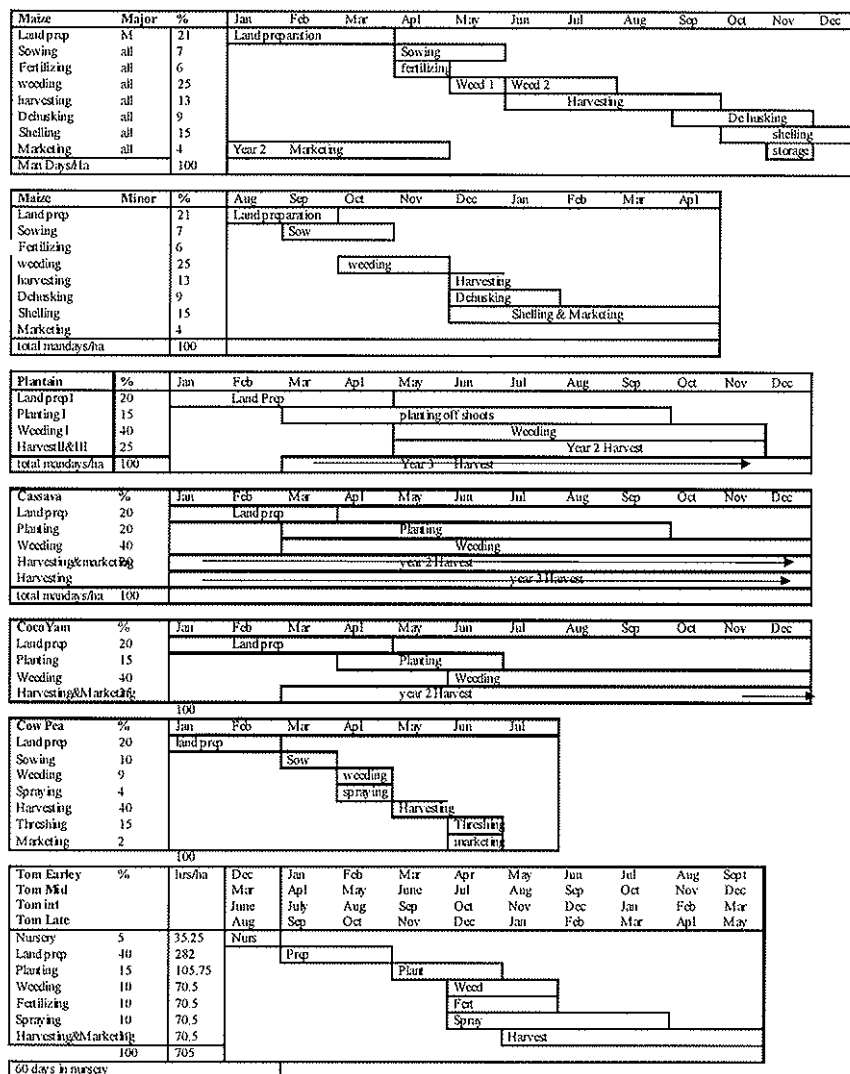 Maize Major % Jan Feb Mar Apl May Jun Jul Aug Sep Oct Nov Dec
Land prep M 21 Land preparation
Sowing all 7 Sowing
Fertilizing all 6 fertilizing
weeding all 25 Weed 1 Weed 2
harvesting all 13 Harvesting
Dehusking all 9 Dehusking
Shelling all 15 shelling
Marketing all 4 Year 2 Marketing storage
Man Days/Ha 100
Maize Minor % Aug Sep Oct Nov Dec Jan Feb Mar Apl
Land prep 21 Land preparation
Sowing 7 Sow
Fertilizing 6
weeding 25 weeding
harvesting 13 Harvesting
Dehusking 9 Dehusking
Shelling 15 Shelling & Marketing
Marketing 4
total mandays/ha 100
Plantain % Jan Feb Mar Apl May Jun Jul Aug Sep Oct Nov Dec
Land prep I 20 Land Prep
Planting I 15 planting off shoots
Weeding I 40 Weeding
Harvest II&III 25 Year 2 Harvest
total mandays/ha 100 Year 3 Harvest
Cassava % Jan Feb Mar Apl May Jun Jul Aug Sep Oct Nov Dec
Land prep 20 Land prep
Planting 20 Planting
Weeding 40 Weeding
Harvesting&marketing year 2 Harvest
Harvesting year 3 Harvest
total mandays/ha 100
CocoYam % Jan Feb Mar Apl May Jun Jul Aug Sep Oct Nov Dec
Land prep 20 Land prep
Planting 15 Planting
Weeding 40 Weeding
Harvesting&Marketing year 2 Harvest
100
Cow Pea % Jan Feb Mar Apl May Jun Jul
Land prep 20 land prep
Sowing 10 Sow
Weeding 9 weeding
Spraying 4 spraying
Harvesting 40 Harvesting
Threshing 15 Threshing
Marketing 2 marketing
100
Tom Earley % hrs/ha Dec Jan Feb Mar Apr May Jun Jul Aug Sept
Tom Mid Mar Apl May June Jul Aug Sep Oct Nov Dec
Tom int June July Aug Sep Oct Nov Dec Jan Feb Mar
Tom Late Aug Sep Oct Nov Dec Jan Feb Mar Apl May
Nursery 5 35.25 Nurs
Land prep 40 282 Prep
Planting 15 105.75 Plant
Weeding 10 70.5 Weed
Fertilizing 10 70.5 Fert
Spraying 10 70.5 Spray
Harvesting&Marketing 70.5 Harvest
100 705
60 days in nursery